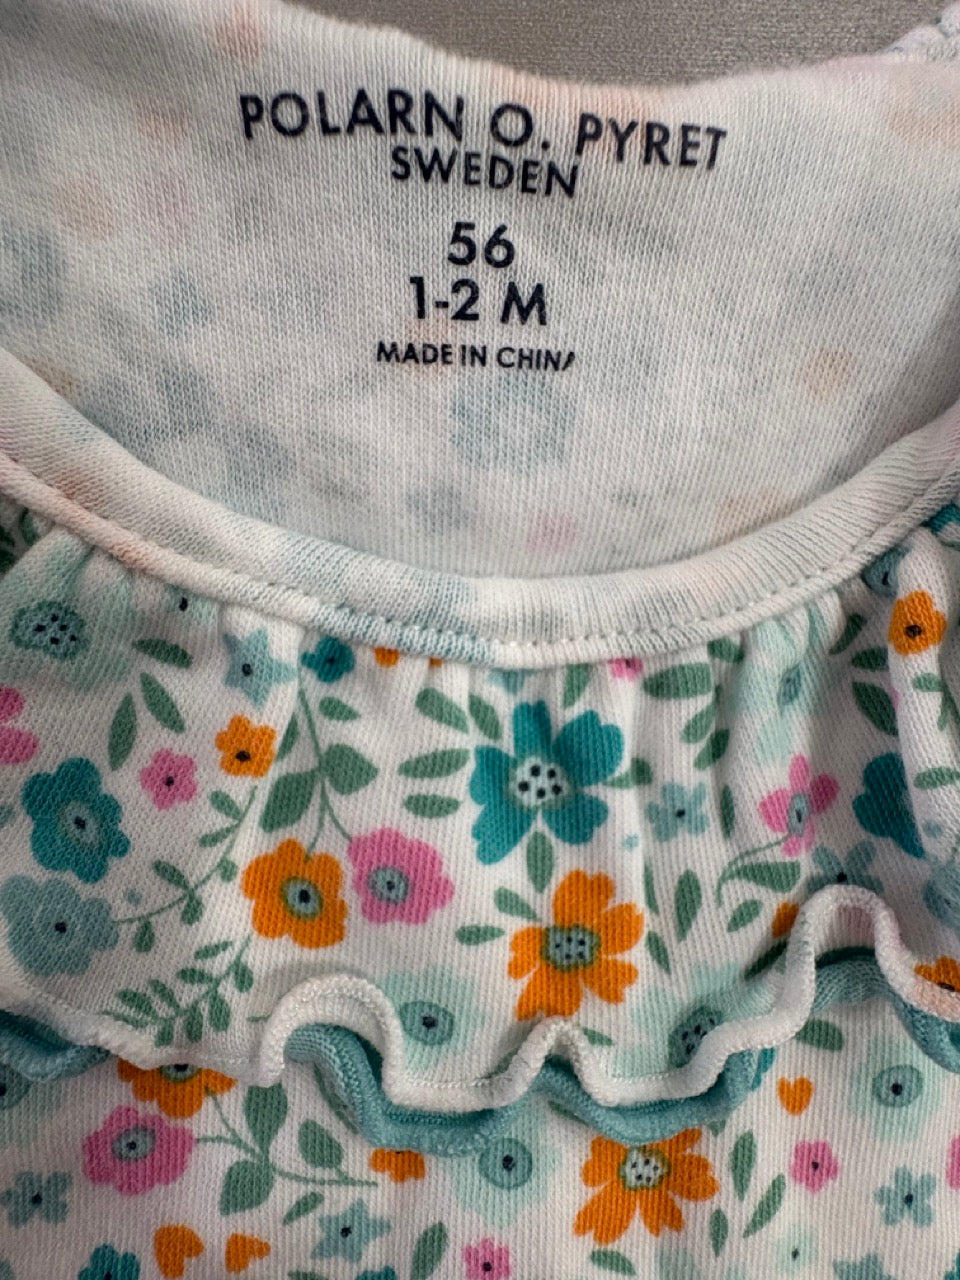 POLARN O. PYRET
SWEDEN
56
1-2 M
MADE IN CHINA